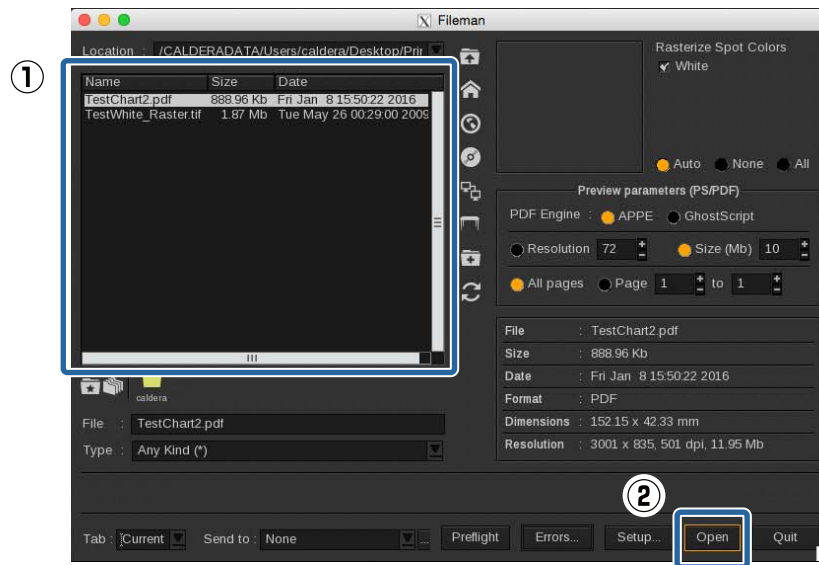 Fileman
Location : /CALDERADATA/Users/caldera/Desktop/Prir
Rasterize Spot Colors
White
①
Name Size Date
TestChart2.pdf 888.96 Kb Fri Jan 8 15:50:22 2016
TestWhite_Raster.tif 1.87 Mb Tue May 26 00:29:00 2009
Auto None All
Preview parameters (PS/PDF)
PDF Engine : APPE GhostScript
Resolution 72 Size (Mb) 10
All pages Page 1 to 1
File : TestChart2.pdf
Size : 888.96 Kb
Date : Fri Jan 8 15:50:22 2016
Format : PDF
Dimensions : 152.15 x 42.33 mm
Resolution : 3001 x 835, 501 dpi, 11.95 Mb
caldera
File : TestChart2.pdf
Type : Any Kind (*)
②
Tab : Current Send to : None ... Preflight Errors... Setup... Open Quit